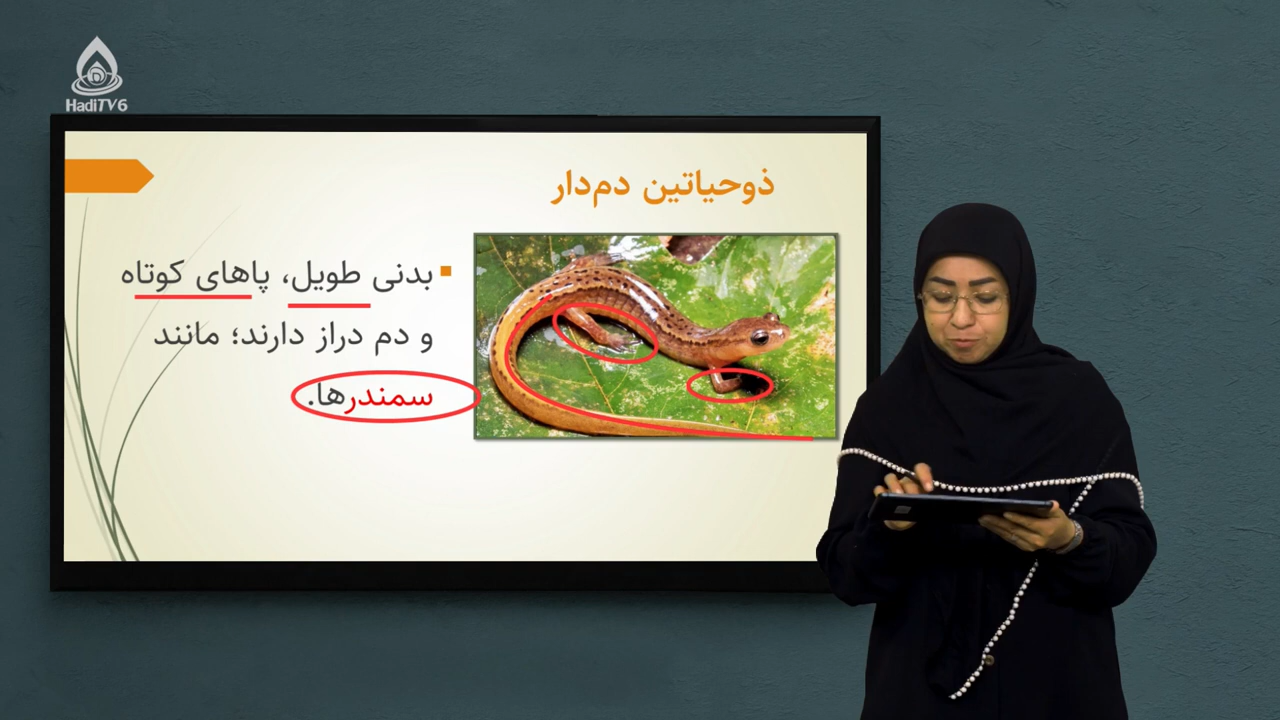 HadiTV6
ذوحیاتین دم‌دار
بدنی طویل، پاهای کوتاه
و دم دراز دارند؛ مانند
سمندرها.